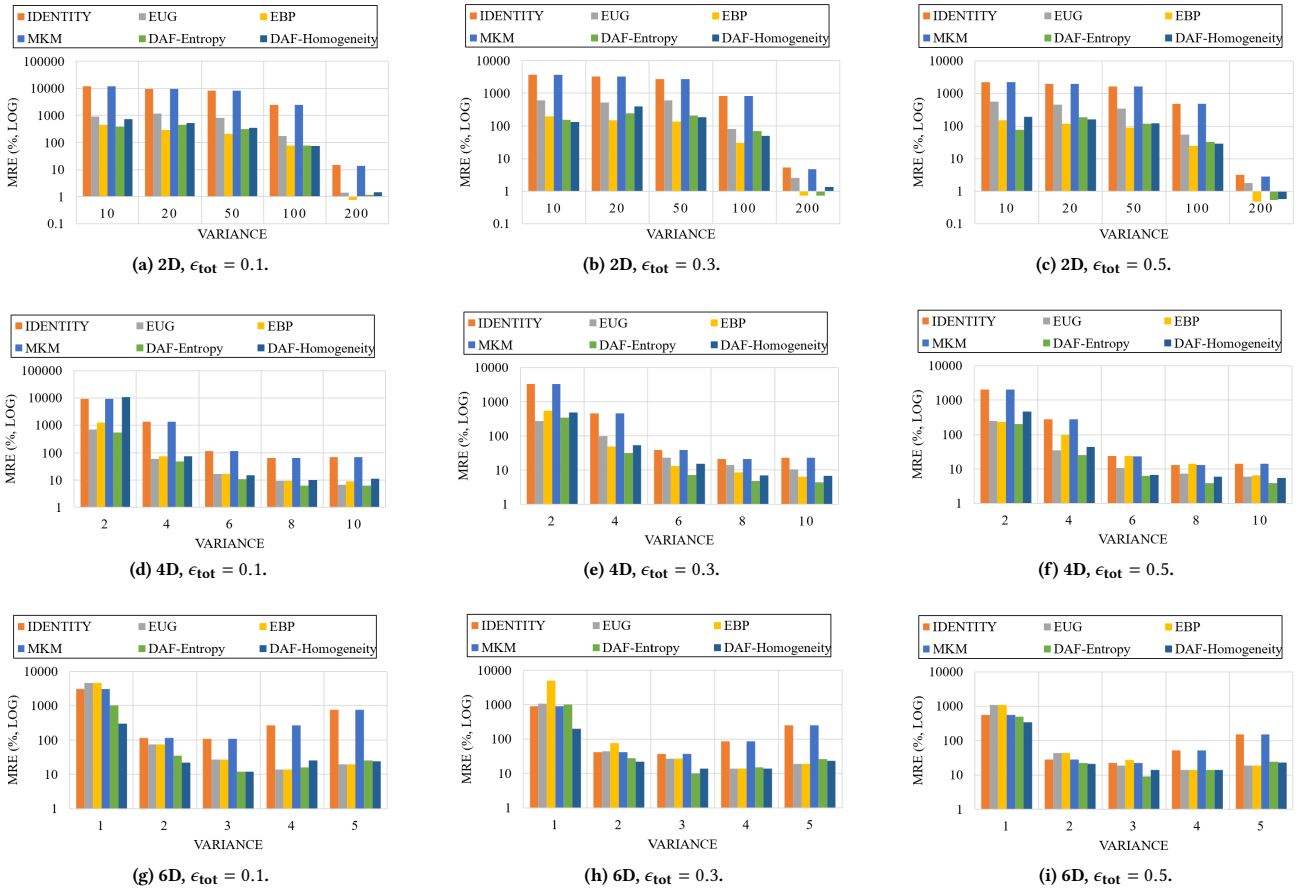 IDENTITY EUG EBP
MKM DAF-Entropy DAF-Homogeneity
MRE (%, LOG)
100000
10000
1000
100
10
1
0.1
10 20 50 100 200
VARIANCE
(a) 2D, ϵtot = 0.1.
IDENTITY EUG EBP
MKM DAF-Entropy DAF-Homogeneity
MRE (%, LOG)
10000
1000
100
10
1
0.1
10 20 50 100 200
VARIANCE
(b) 2D, ϵtot = 0.3.
IDENTITY EUG EBP
MKM DAF-Entropy DAF-Homogeneity
MRE (%, LOG)
10000
1000
100
10
1
0.1
10 20 50 100 200
VARIANCE
(c) 2D, ϵtot = 0.5.
IDENTITY EUG EBP
MKM DAF-Entropy DAF-Homogeneity
MRE (%, LOG)
100000
10000
1000
100
10
1
2 4 6 8 10
VARIANCE
(d) 4D, ϵtot = 0.1.
IDENTITY EUG EBP
MKM DAF-Entropy DAF-Homogeneity
MRE (%, LOG)
10000
1000
100
10
1
2 4 6 8 10
VARIANCE
(e) 4D, ϵtot = 0.3.
IDENTITY EUG EBP
MKM DAF-Entropy DAF-Homogeneity
MRE (%, LOG)
10000
1000
100
10
1
2 4 6 8 10
VARIANCE
(f) 4D, ϵtot = 0.5.
IDENTITY EUG EBP
MKM DAF-Entropy DAF-Homogeneity
MRE (%, LOG)
10000
1000
100
10
1
1 2 3 4 5
VARIANCE
(g) 6D, ϵtot = 0.1.
IDENTITY EUG EBP
MKM DAF-Entropy DAF-Homogeneity
MRE (%, LOG)
10000
1000
100
10
1
1 2 3 4 5
VARIANCE
(h) 6D, ϵtot = 0.3.
IDENTITY EUG EBP
MKM DAF-Entropy DAF-Homogeneity
MRE (%, LOG)
10000
1000
100
10
1
1 2 3 4 5
VARIANCE
(i) 6D, ϵtot = 0.5.